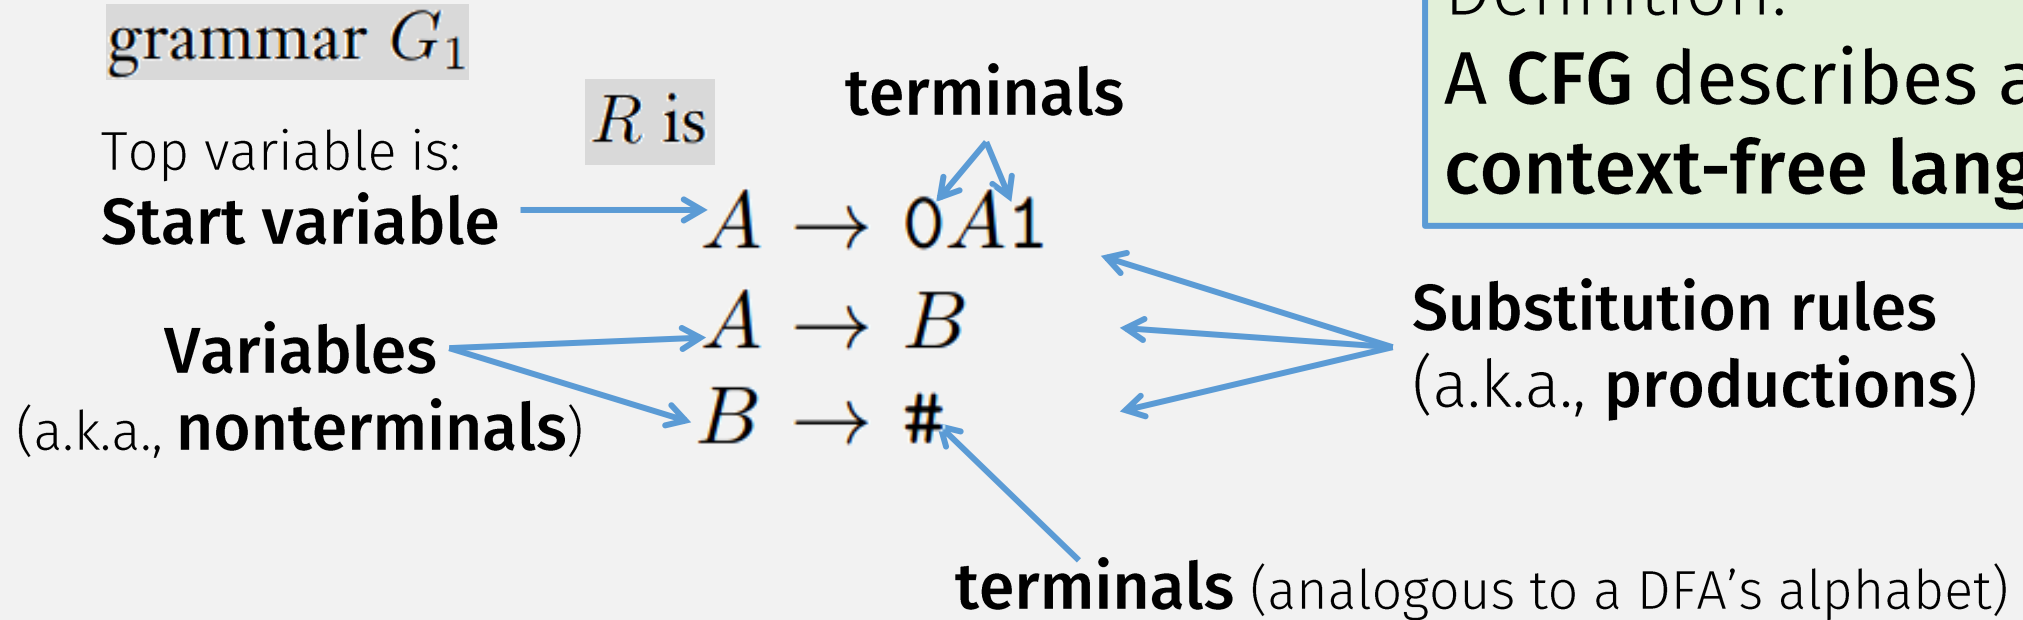 grammar G₁
Definition:
A CFG describes a
context-free lang
terminals
R is
Top variable is:
Start variable
A → 0A1
A → B
B → #
Variables
(a.k.a., nonterminals)
Substitution rules
(a.k.a., productions)
terminals (analogous to a DFA’s alphabet)